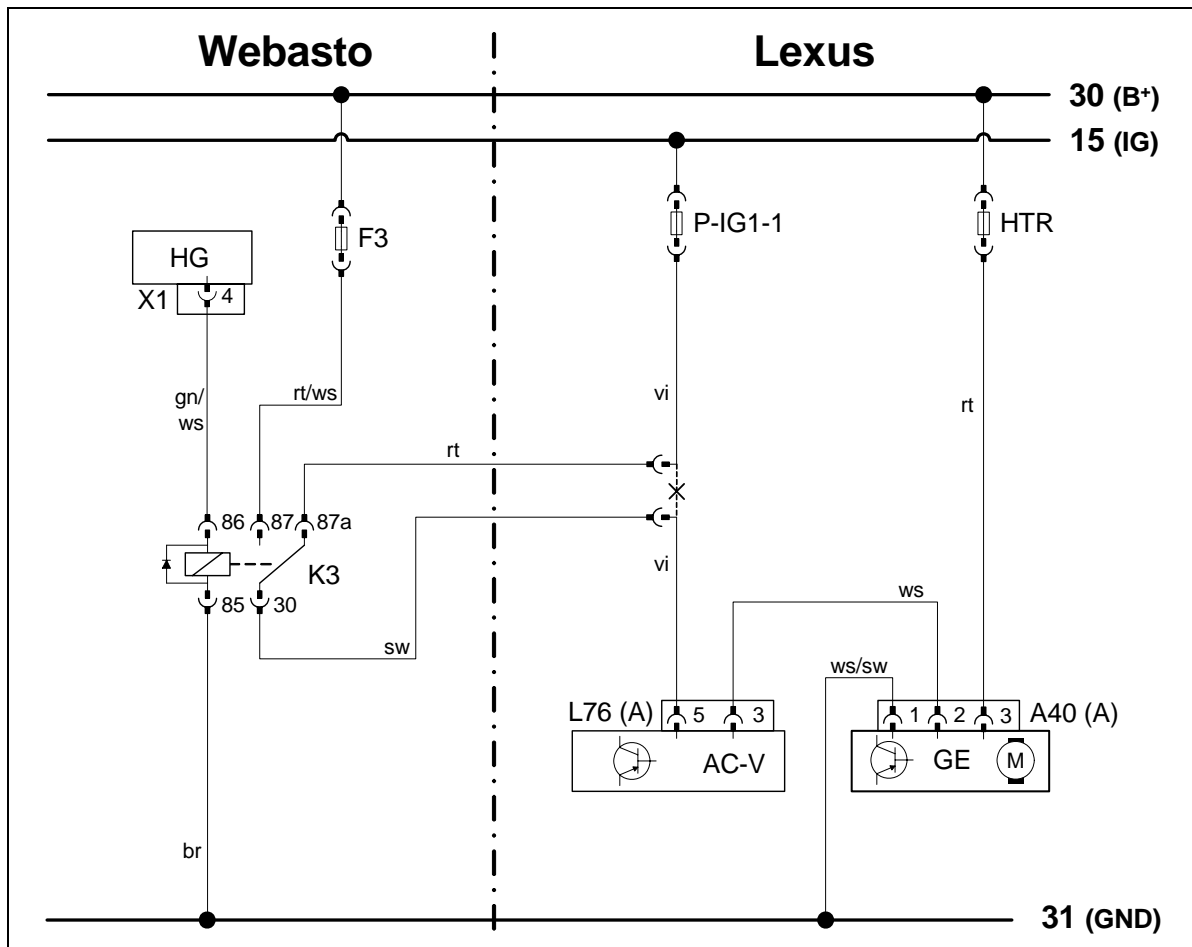 Webasto
Lexus
30 (B+)
15 (IG)
F3
P-IG1-1
HTR
HG
X1
4
gn/
ws
rt/ws
vi
rt
rt
86
87
87a
K3
85
30
vi
sw
ws
ws/sw
L76 (A)
5
3
1
2
3
A40 (A)
AC-V
GE
M
br
31 (GND)